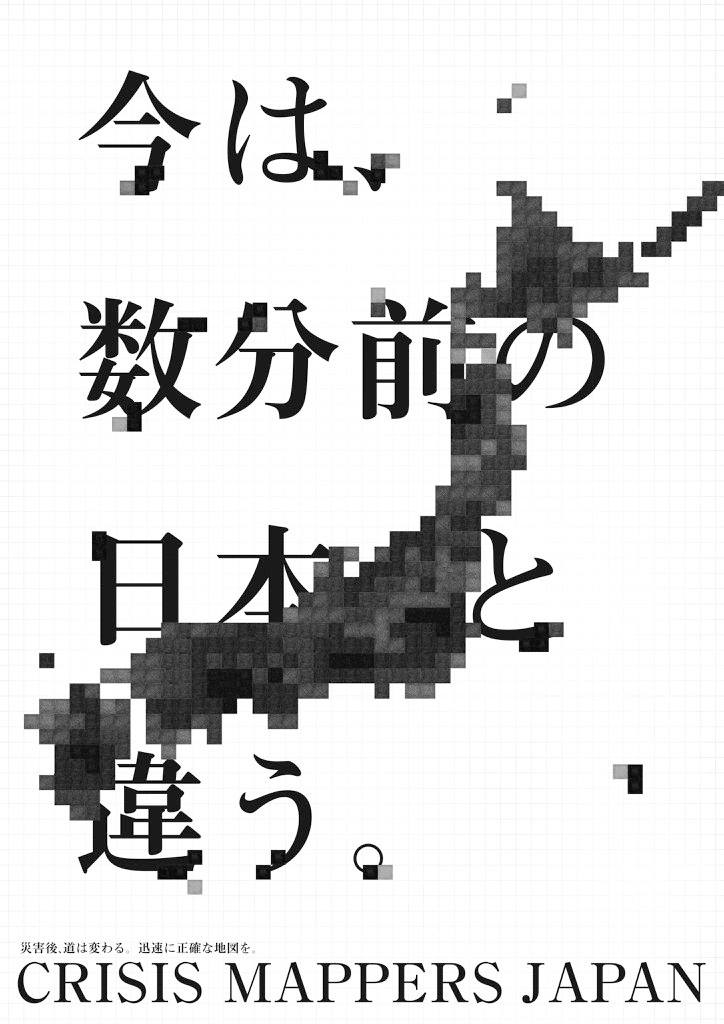 今は、
数分前の
日本と
違う。
災害後、道は変わる。迅速に正確な地図を。
CRISIS MAPPERS JAPAN